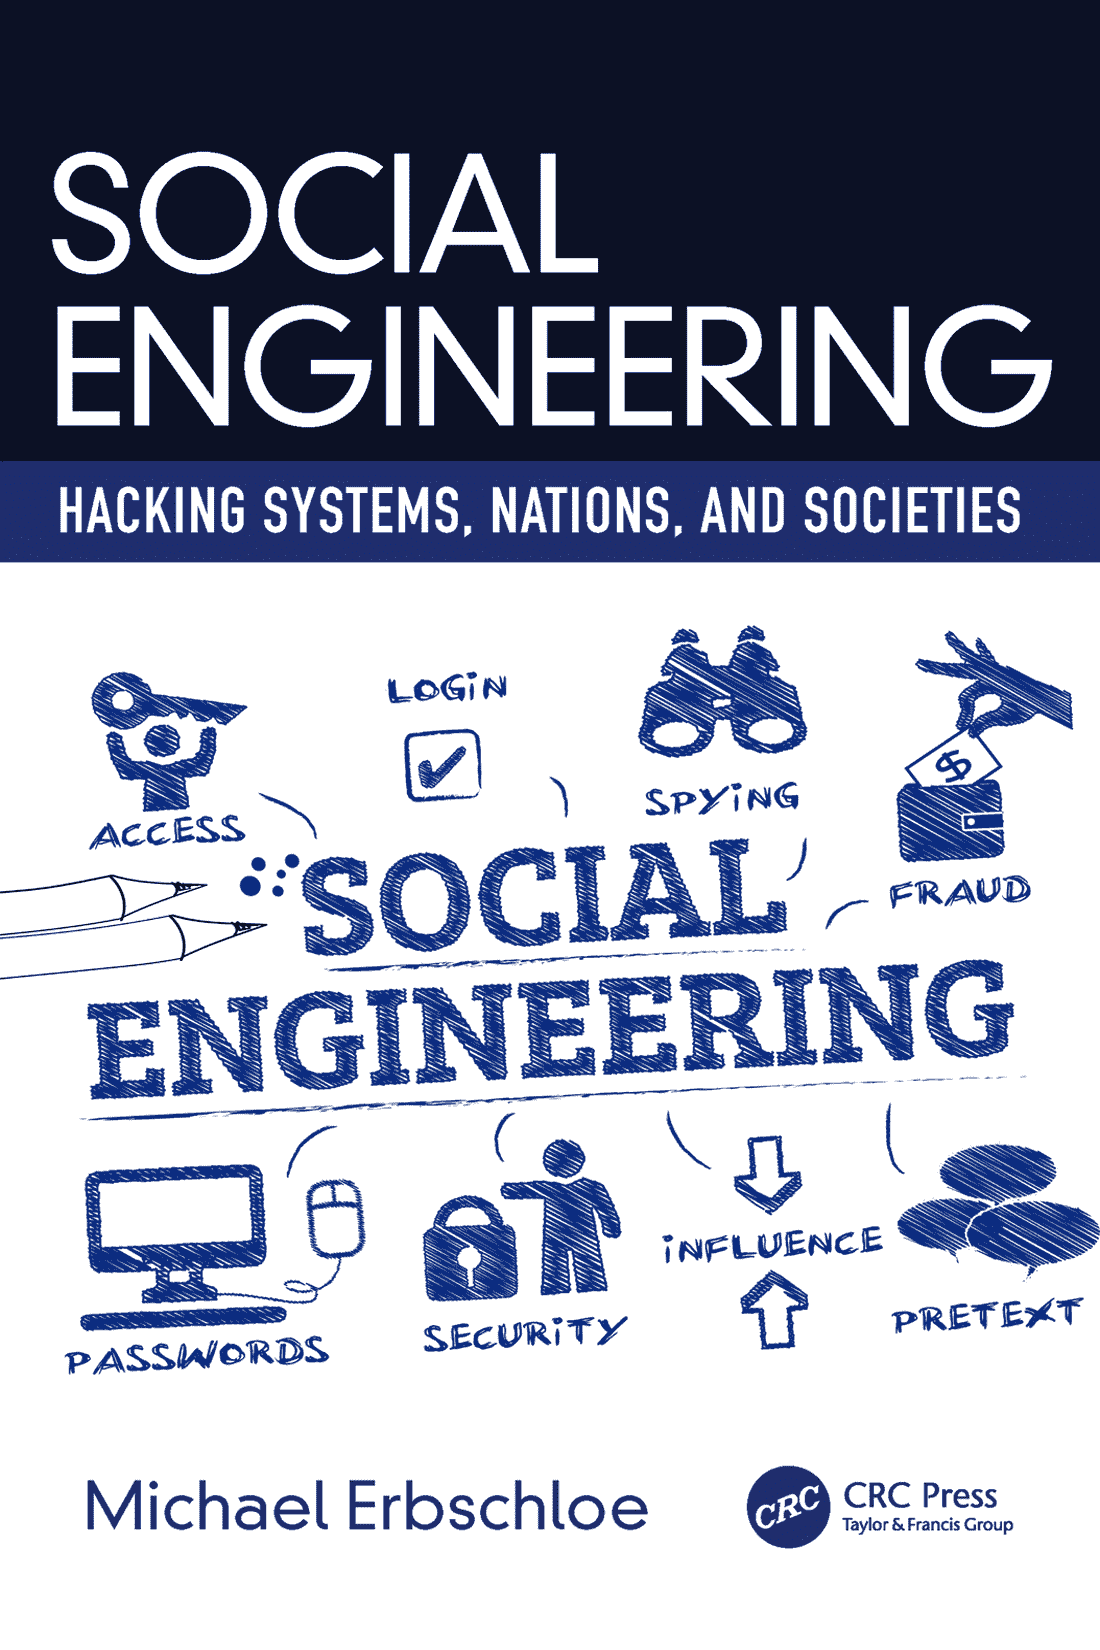 SOCIAL
ENGINEERING
HACKING SYSTEMS, NATIONS, AND SOCIETIES
LOGiN
SPYiNG
ACCESS
$
FRAUD
SOCIAL
ENGINEERING
iNFLUENCE
PRETEXT
SECURiTY
PASSWORDS
Michael Erbschloe
CRC
CRC Press
Taylor & Francis Group